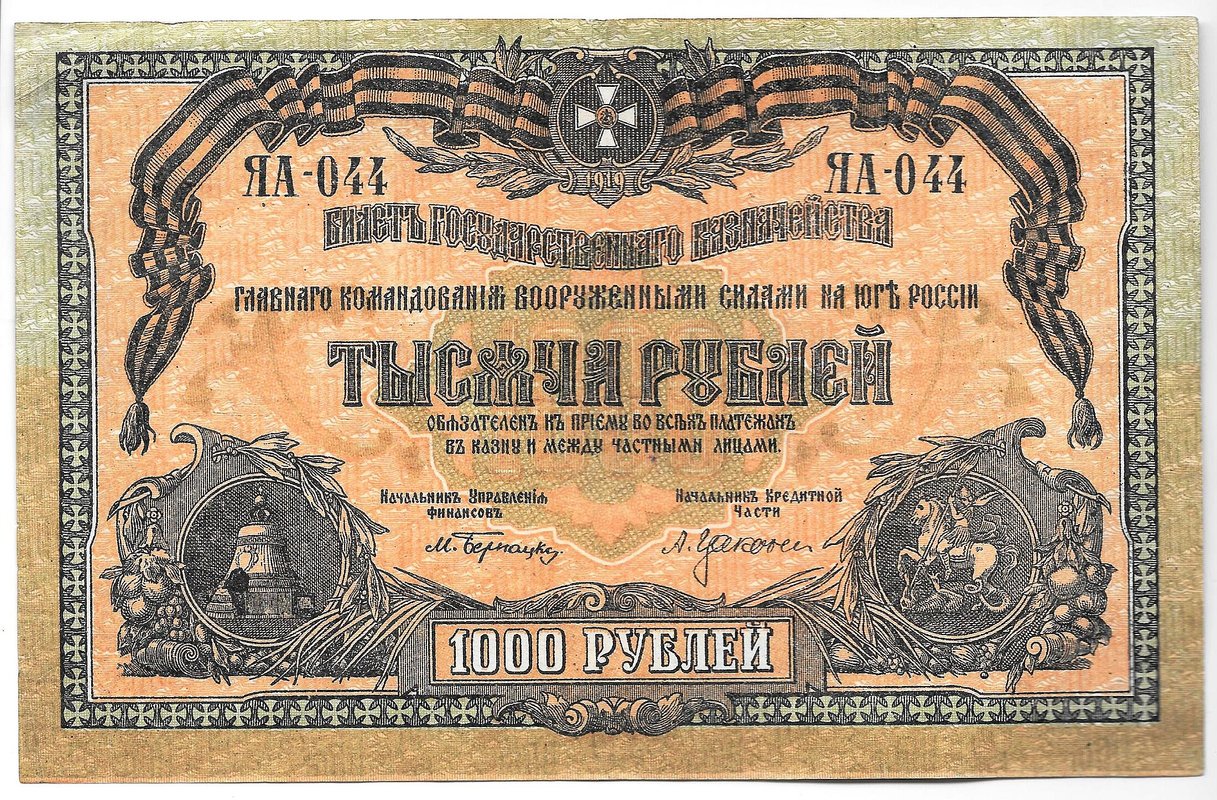 1919
ЯА-044 ЯА-044
БИЛЕТЪ ГОСУДАРСТВЕННАГО КАЗНАЧЕЙСТВА
ГЛАВНАГО КОМАНДОВАНІЯ ВООРУЖЕННЫМИ СИЛАМИ НА ЮГѢ РОССІИ
ТЫСЯЧА РУБЛЕЙ
ОБЯЗАТЕЛЕНЪ КЪ ПРІЕМУ ВО ВСѢХЪ ПЛАТЕЖАХЪ
ВЪ КАЗНУ И МЕЖДУ ЧАСТНЫМИ ЛИЦАМИ.
НАЧАЛЬНИКЪ УПРАВЛЕНІЯ НАЧАЛЬНИКЪ КРЕДИТНОЙ
ФИНАНСОВЪ ЧАСТИ
М. Бернацкій.
1000 РУБЛЕЙ